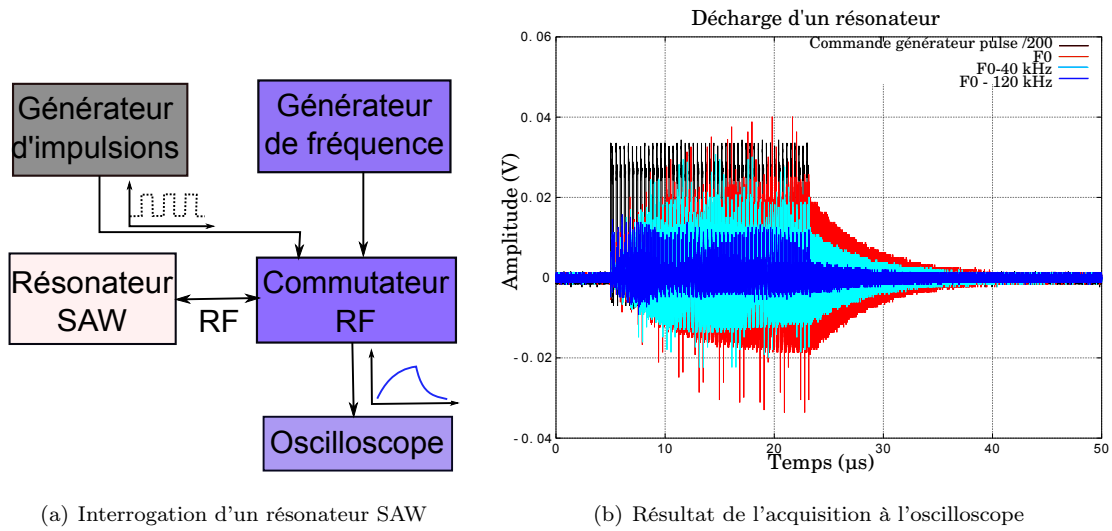 Générateur
d'impulsions
Générateur
de fréquence
Résonateur
SAW
RF
Commutateur
RF
Oscilloscope
(a) Interrogation d'un résonateur SAW
Décharge d'un résonateur
Commande générateur pulse /200
F0
F0-40 kHz
F0 - 120 kHz
Amplitude (V)
0.06
0.04
0.02
0
-0.02
-0.04
0
10
20
30
40
50
Temps (µs)
(b) Résultat de l'acquisition à l'oscilloscope